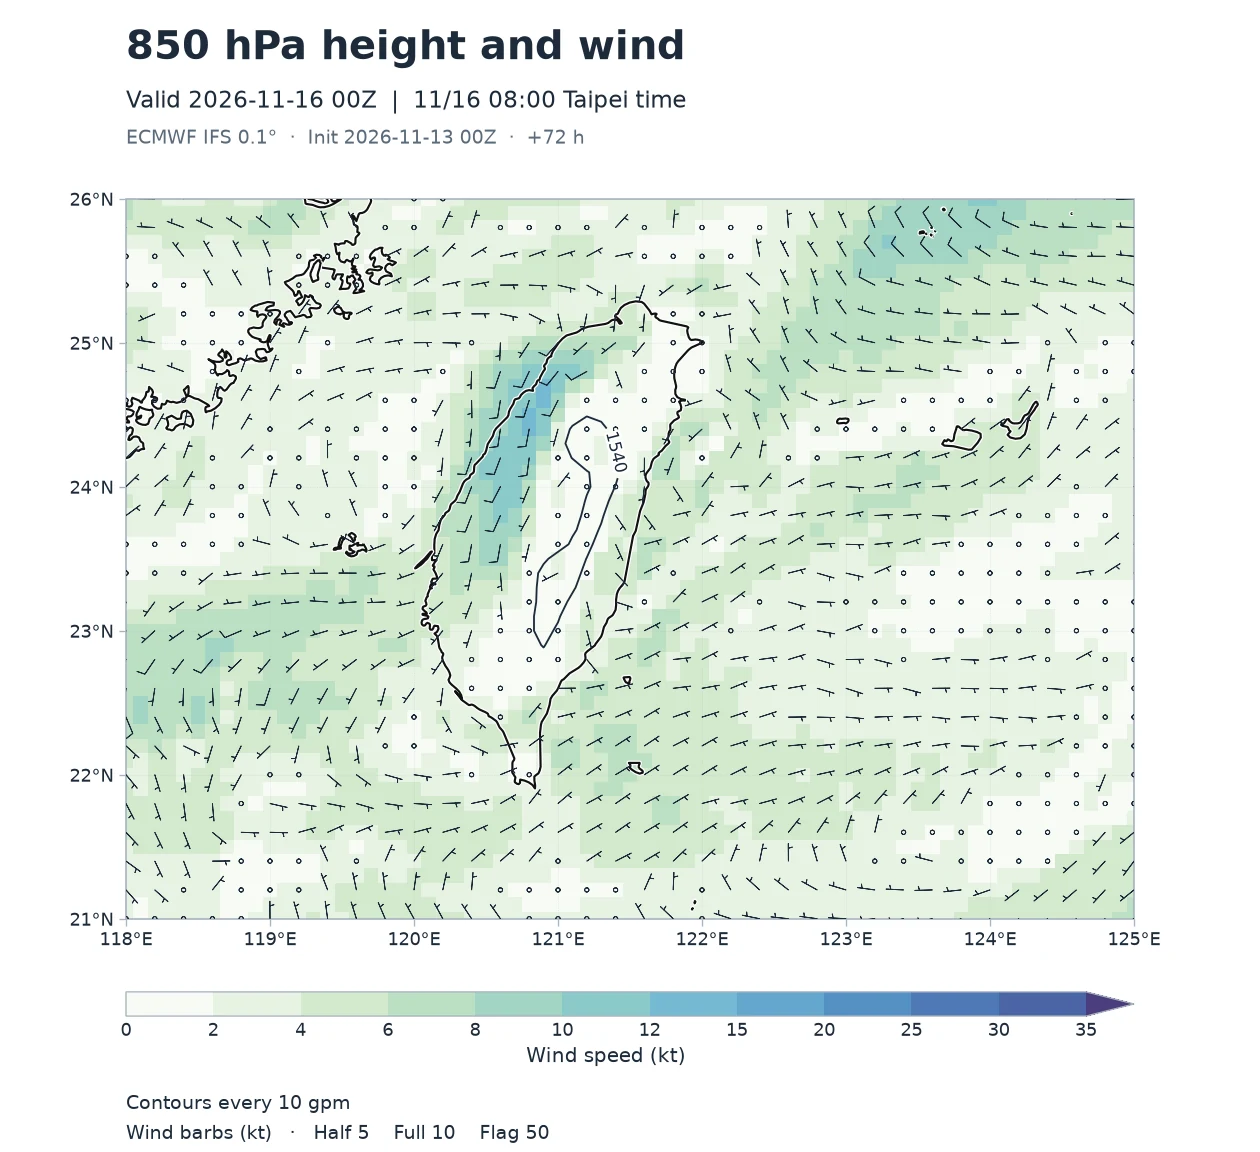 850 hPa height and wind
Valid 2026-11-16 00Z | 11/16 08:00 Taipei time
ECMWF IFS 0.1° · Init 2026-11-13 00Z · +72 h
26°N
25°N
24°N
23°N
22°N
21°N
1540
118°E 119°E 120°E 121°E 122°E 123°E 124°E 125°E
0 2 4 6 8 10 12 15 20 25 30 35
Wind speed (kt)
Contours every 10 gpm
Wind barbs (kt) · Half 5 Full 10 Flag 50